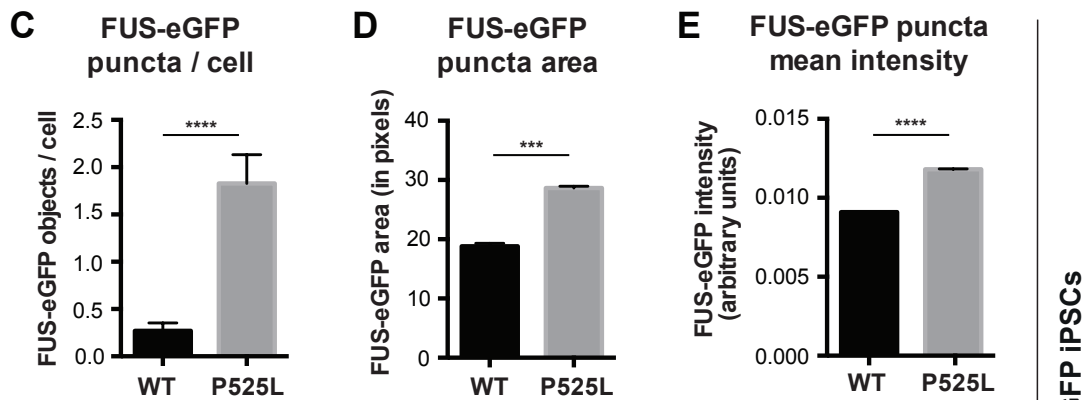 C
FUS-eGFP
puncta / cell
FUS-eGFP objects / cell
2.5
2.0
1.5
1.0
0.5
0.0
****
WT
P525L
D
FUS-eGFP
puncta area
FUS-eGFP area (in pixels)
40
30
20
10
0
***
WT
P525L
E
FUS-eGFP puncta
mean intensity
FUS-eGFP intensity
(arbitrary units)
0.015
0.010
0.005
0.000
****
WT
P525L
GFP iPSCs